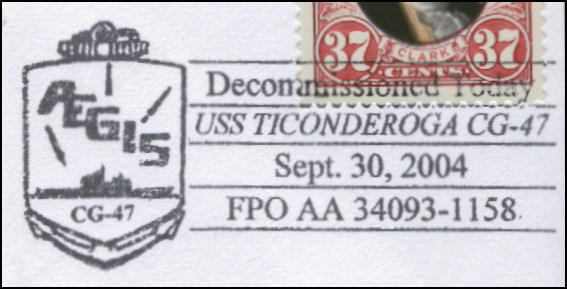 37 CLARK 37
CENTS
AEGIS
CG-47
Decommissioned Today
USS TICONDEROGA CG-47
Sept. 30, 2004
FPO AA 34093-1158